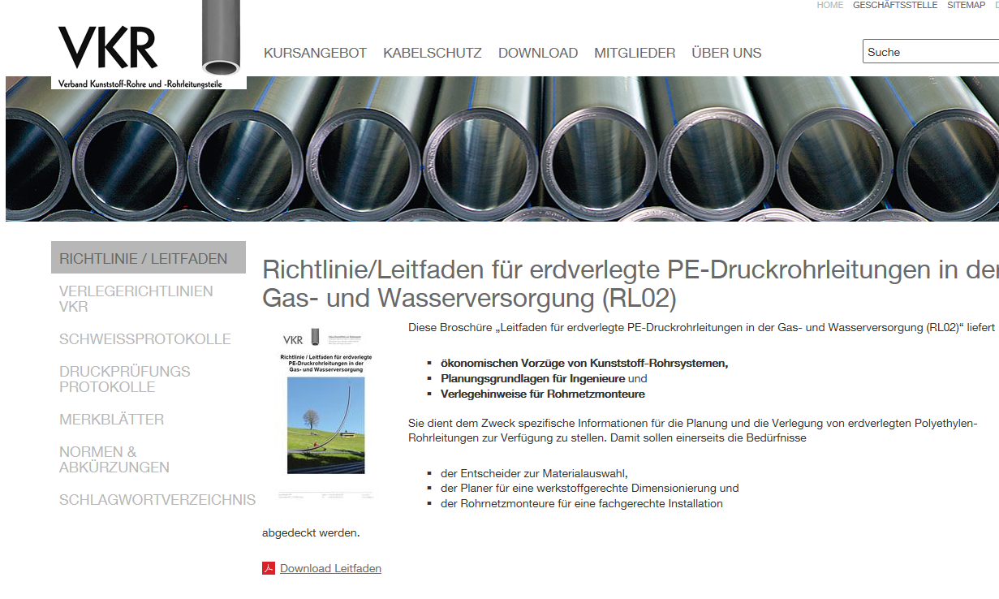 HOME GESCHÄFTSSTELLE SITEMAP
VKR
Verband Kunststoff-Rohre und -Rohrleitungsteile
KURSANGEBOT KABELSCHUTZ DOWNLOAD MITGLIEDER ÜBER UNS
Suche
RICHTLINIE / LEITFADEN
VERLEGERICHTLINIEN
VKR
SCHWEISSPROTOKOLLE
DRUCKPRÜFUNGS
PROTOKOLLE
MERKBLÄTTER
NORMEN &
ABKÜRZUNGEN
SCHLAGWORTVERZEICHNIS
Richtlinie/Leitfaden für erdverlegte PE-Druckrohrleitungen in der
Gas- und Wasserversorgung (RL02)
VKR
Richtlinie / Leitfaden für erdverlegte
PE-Druckrohrleitungen in der
Gas- und Wasserversorgung
Diese Broschüre „Leitfaden für erdverlegte PE-Druckrohrleitungen in der Gas- und Wasserversorgung (RL02)“ liefert
▪ ökonomischen Vorzüge von Kunststoff-Rohrsystemen,
▪ Planungsgrundlagen für Ingenieure und
▪ Verlegehinweise für Rohrnetzmonteure
Sie dient dem Zweck spezifische Informationen für die Planung und die Verlegung von erdverlegten Polyethylen-
Rohrleitungen zur Verfügung zu stellen. Damit sollen einerseits die Bedürfnisse
▪ der Entscheider zur Materialauswahl,
▪ der Planer für eine werkstoffgerechte Dimensionierung und
▪ der Rohrnetzmonteure für eine fachgerechte Installation
abgedeckt werden.
Download Leitfaden